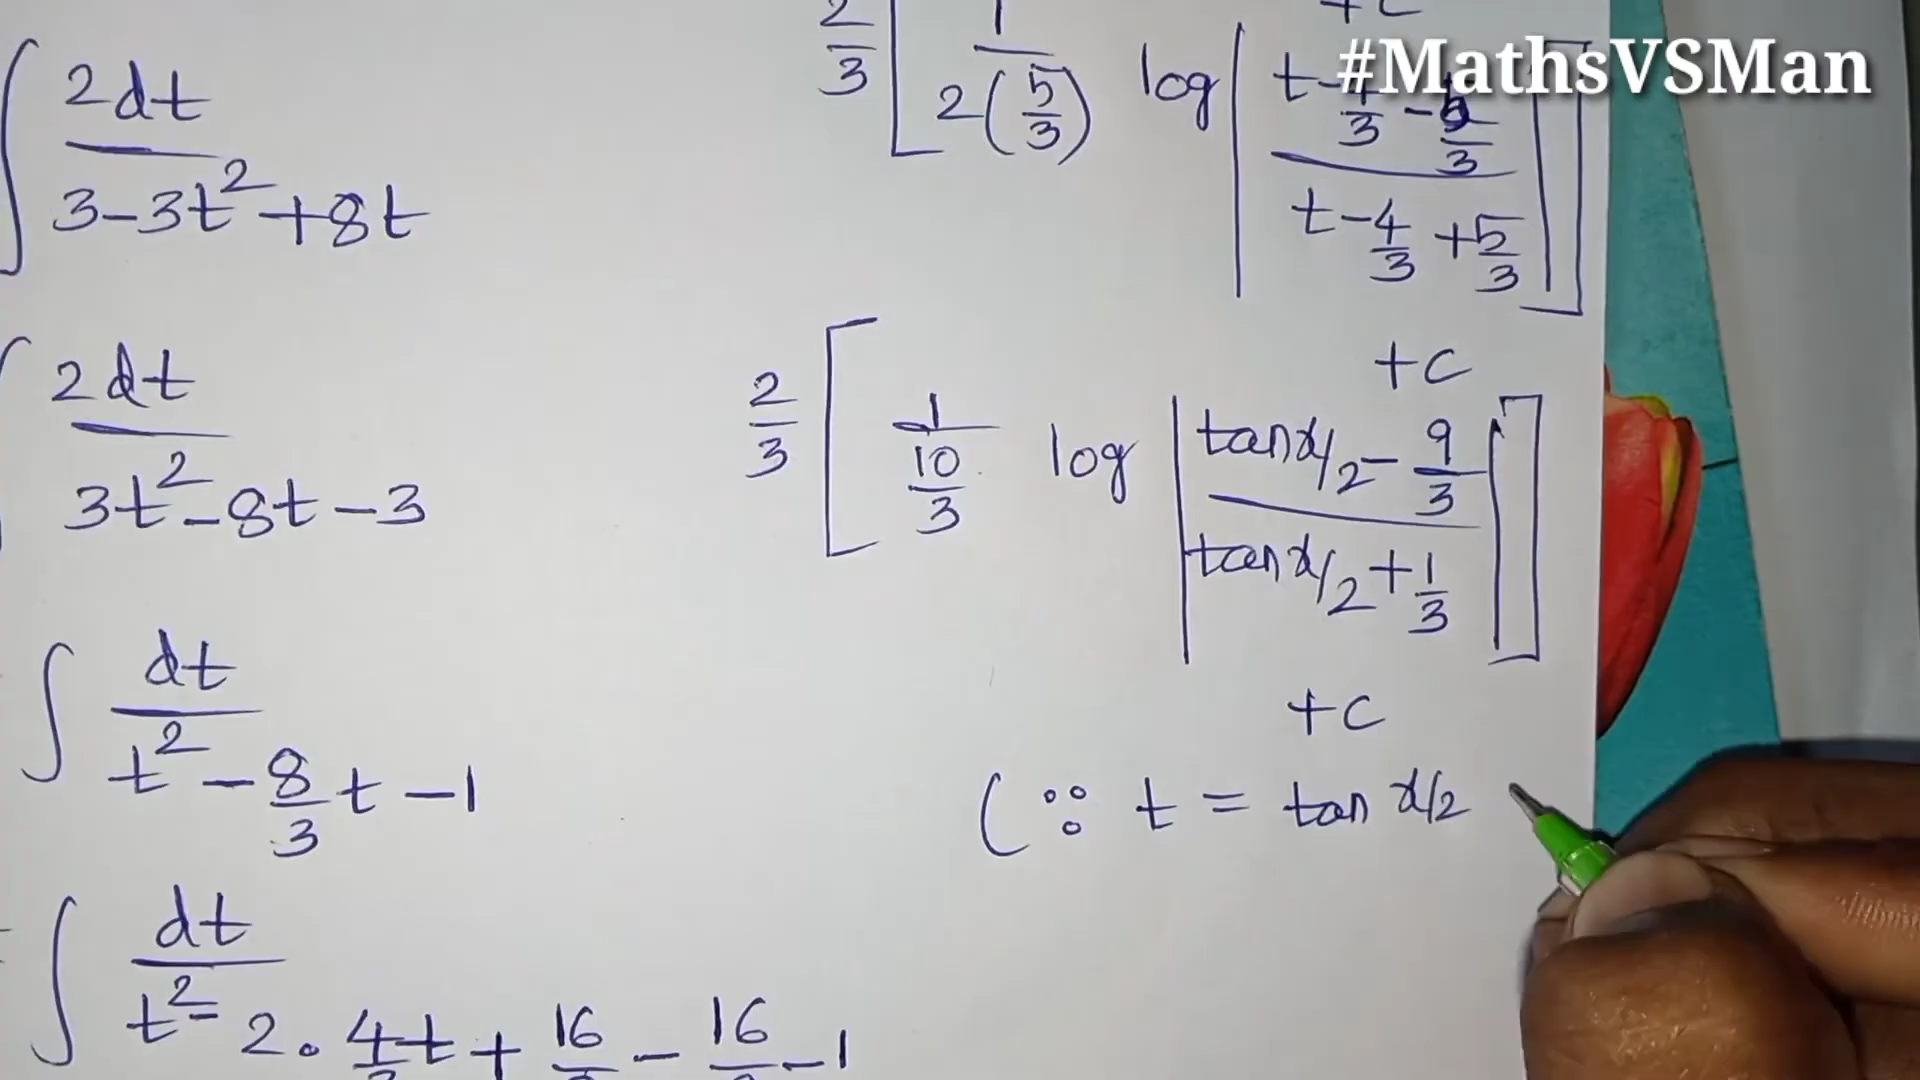 #MathsVSMan
∫ 2dt / (3-3t²+8t)
∫ 2dt / (3t²-8t-3)
∫ dt / (t² - 8/3 t - 1)
∫ dt / (t² - 2 · 4/3 t + 16/ - 16/ - 1)
+c
2/3 [ 1 / 2(5/3) log | (t - 4/3 - 5/3) / (t - 4/3 + 5/3) | ]
+c
2/3 [ 1 / (10/3) log | (tan x/2 - 9/3) / (tan x/2 + 1/3) | ]
+c
(∵ t = tan x/2